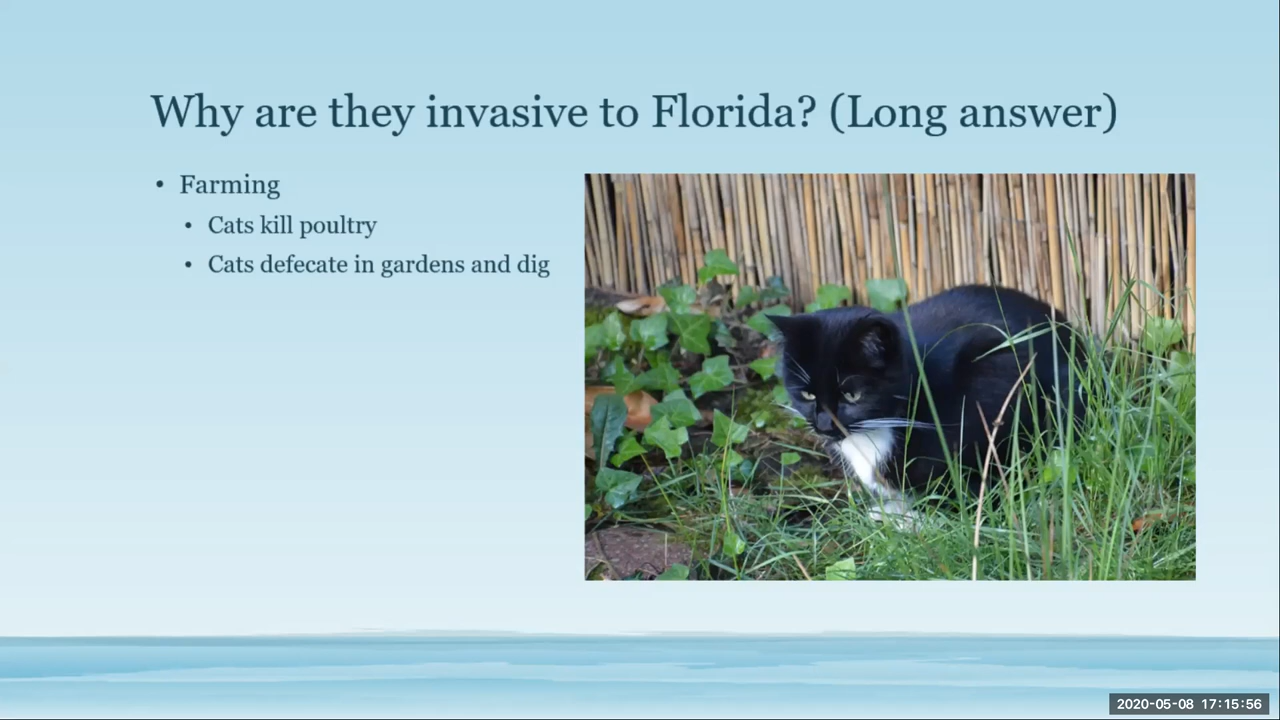 Why are they invasive to Florida? (Long answer)
• Farming
• Cats kill poultry
• Cats defecate in gardens and dig
2020-05-08 17:15:56